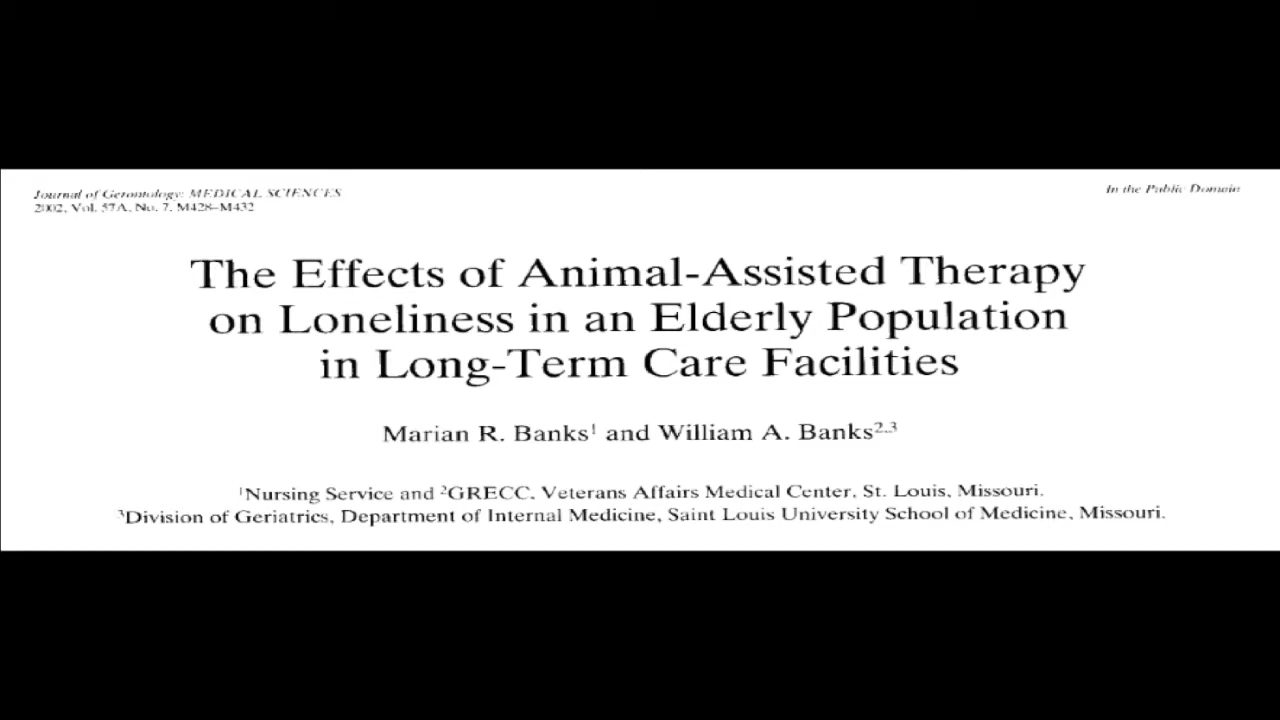 Journal of Gerontology: MEDICAL SCIENCES
2002, Vol. 57A, No. 7, M428–M432
In the Public Domain
The Effects of Animal-Assisted Therapy
on Loneliness in an Elderly Population
in Long-Term Care Facilities
Marian R. Banks¹ and William A. Banks²,³
¹Nursing Service and ²GRECC, Veterans Affairs Medical Center, St. Louis, Missouri.
³Division of Geriatrics, Department of Internal Medicine, Saint Louis University School of Medicine, Missouri.